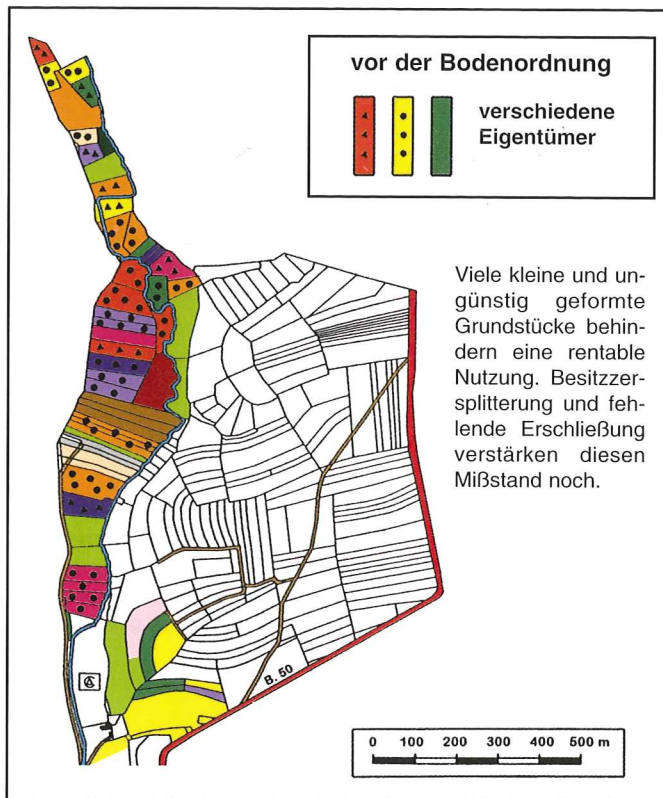 vor der Bodenordnung
verschiedene
Eigentümer
Viele kleine und un-
günstig geformte
Grundstücke behin-
dern eine rentable
Nutzung. Besitzzer-
splitterung und feh-
lende Erschließung
verstärken diesen
Mißstand noch.
B. 50
0 100 200 300 400 500 m